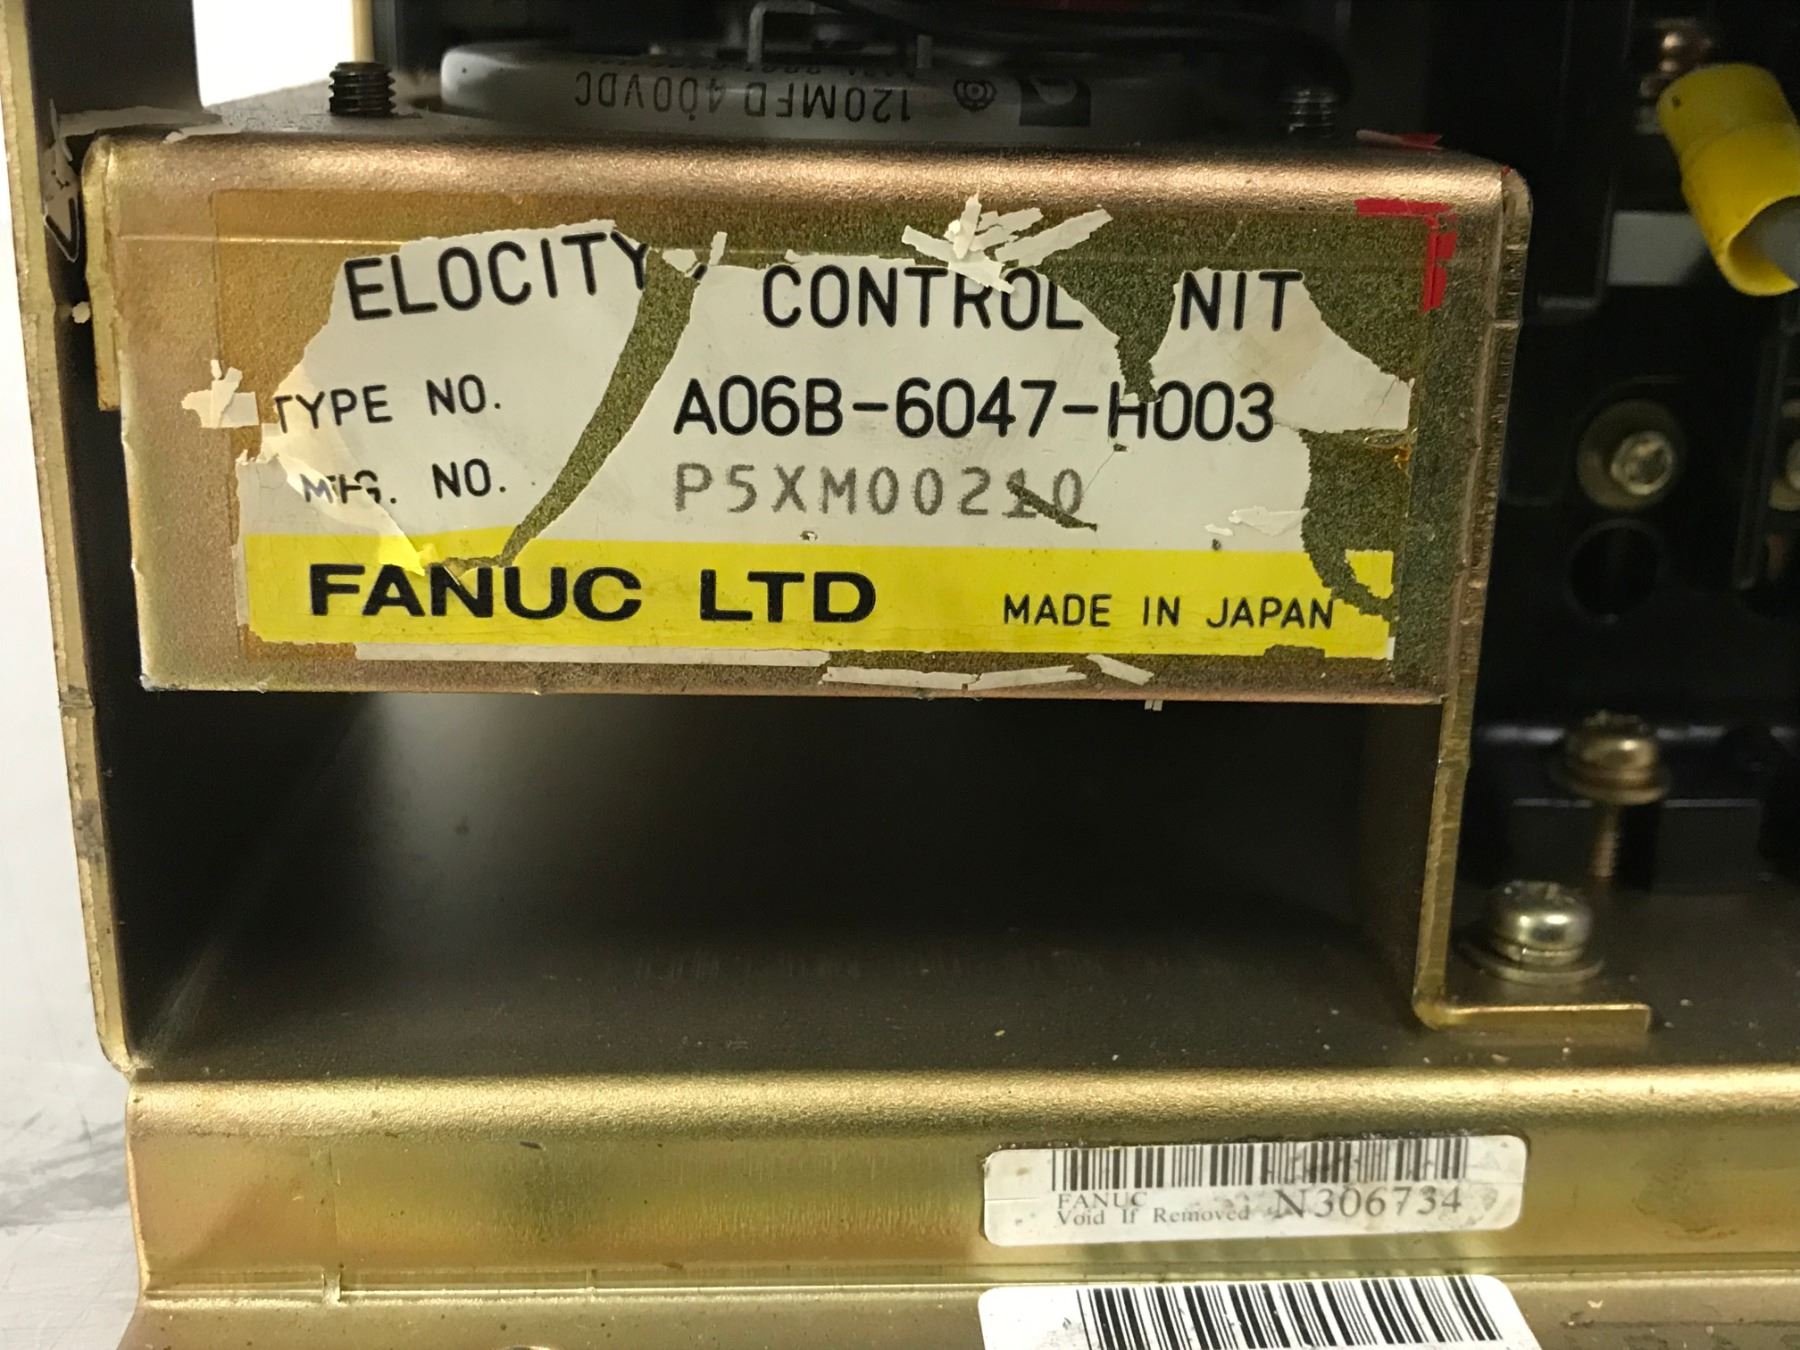 120MFD 400VDC
ELOCITY CONTROL NIT
TYPE NO. A06B-6047-H003
MFG. NO. P5XM00210
FANUC LTD MADE IN JAPAN
FANUC
Void If Removed N306734